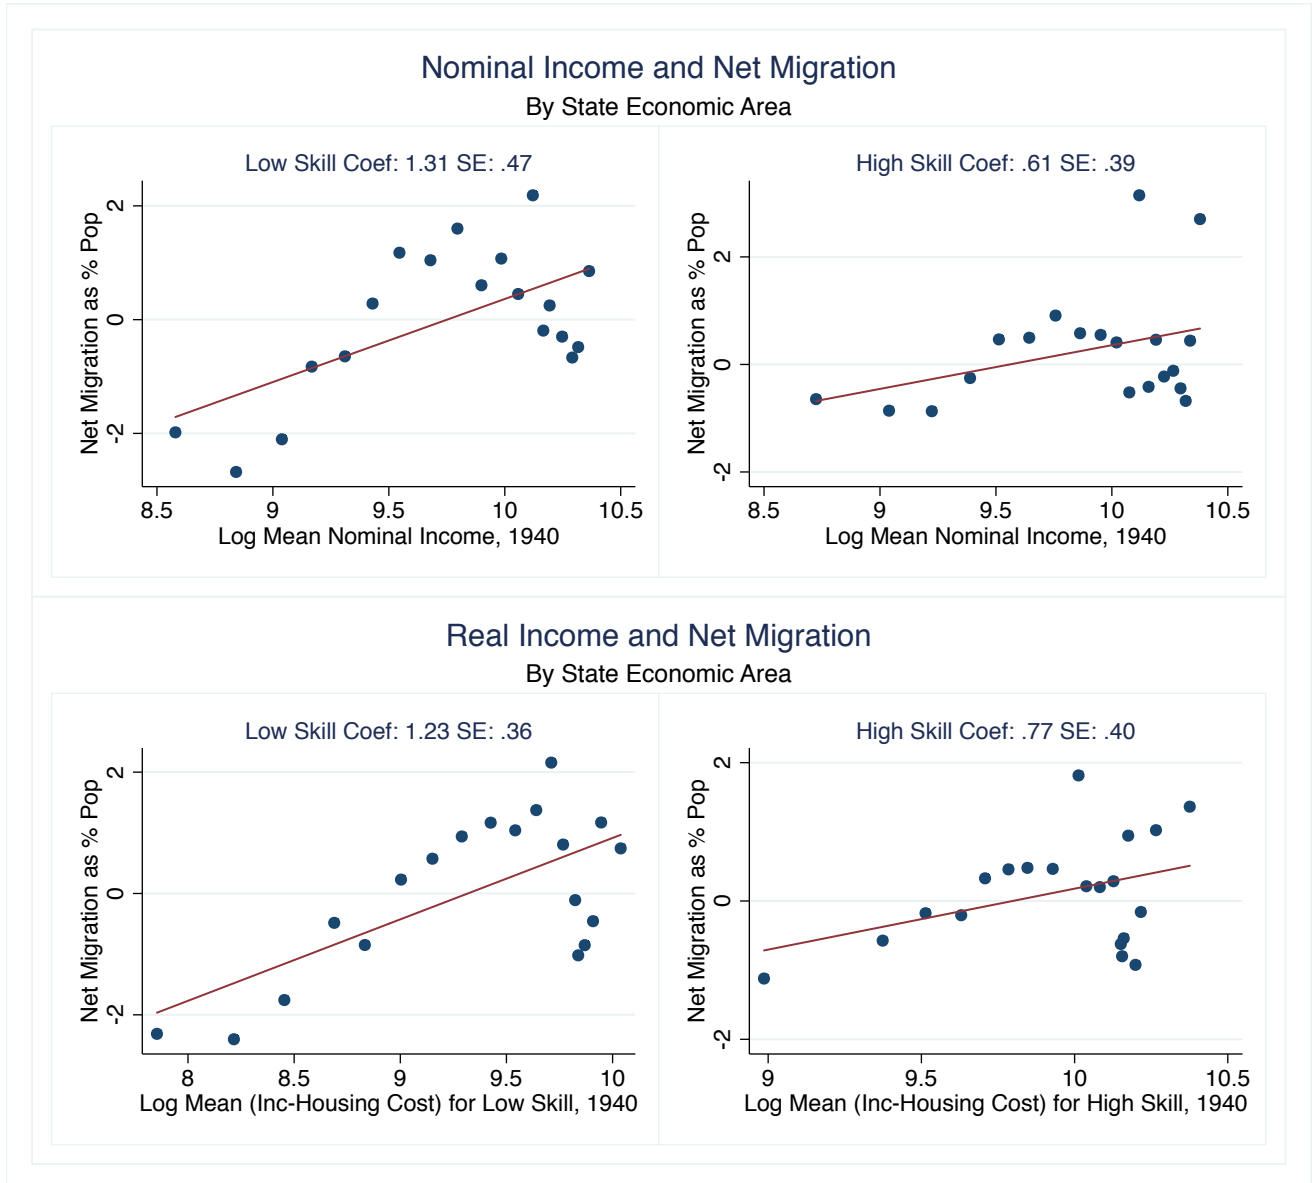 Nominal Income and Net Migration
By State Economic Area
Low Skill Coef: 1.31 SE: .47
Net Migration as % Pop
2
0
-2
8.5 9 9.5 10 10.5
Log Mean Nominal Income, 1940
High Skill Coef: .61 SE: .39
Net Migration as % Pop
2
0
-2
8.5 9 9.5 10 10.5
Log Mean Nominal Income, 1940
Real Income and Net Migration
By State Economic Area
Low Skill Coef: 1.23 SE: .36
Net Migration as % Pop
2
0
-2
8 8.5 9 9.5 10
Log Mean (Inc-Housing Cost) for Low Skill, 1940
High Skill Coef: .77 SE: .40
Net Migration as % Pop
2
0
-2
9 9.5 10 10.5
Log Mean (Inc-Housing Cost) for High Skill, 1940